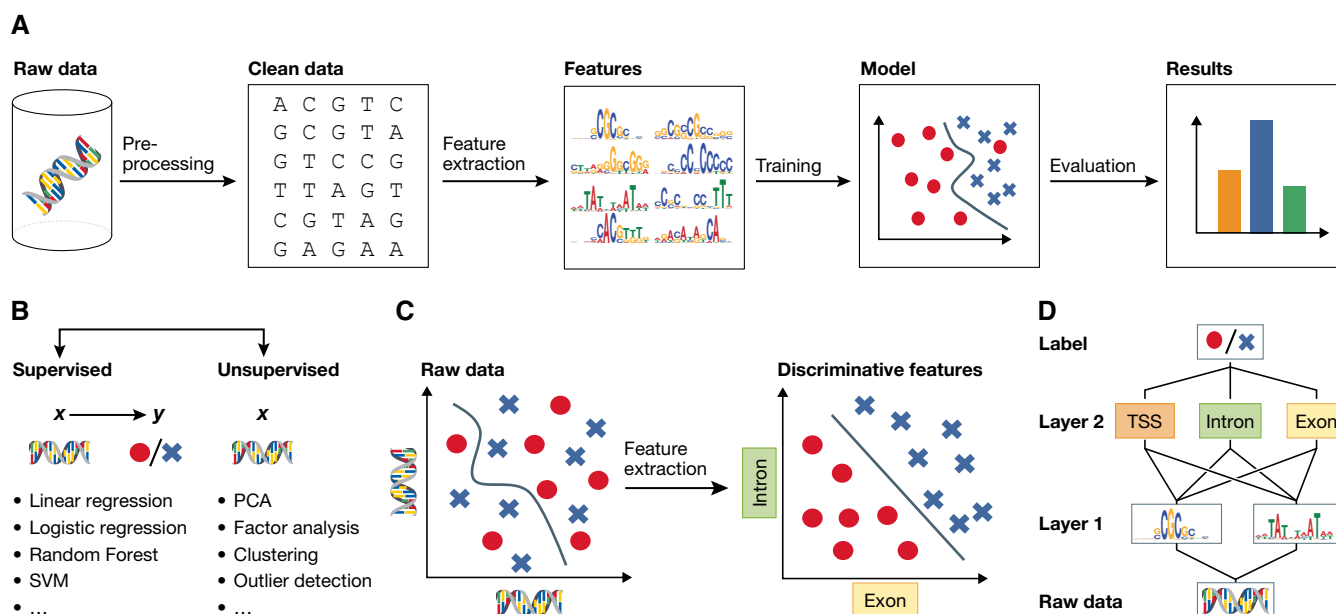 A
Raw data
Clean data
Features
Model
Results
Pre-
processing
Feature
extraction
Training
Evaluation
A C G T C
G C G T A
G T C C G
T T A G T
C G T A G
G A G A A
B
Supervised
Unsupervised
x
y
x
/
• Linear regression
• Logistic regression
• Random Forest
• SVM
• ...
• PCA
• Factor analysis
• Clustering
• Outlier detection
• ...
C
Raw data
Feature
extraction
Discriminative features
Intron
Exon
D
Label
/
Layer 2
TSS
Intron
Exon
Layer 1
Raw data